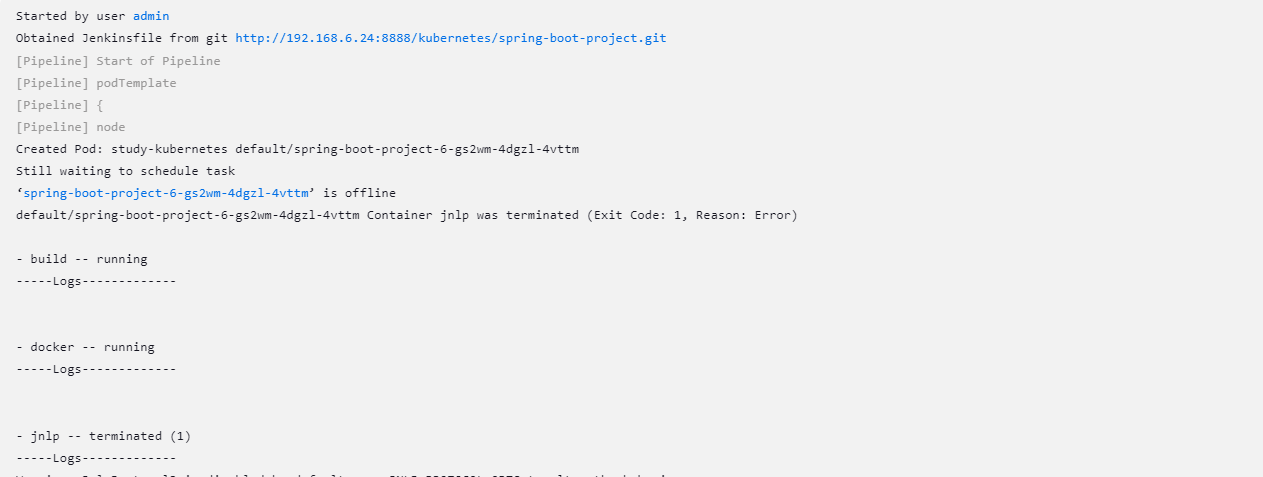 Started by user admin
Obtained Jenkinsfile from git http://192.168.6.24:8888/kubernetes/spring-boot-project.git
[Pipeline] Start of Pipeline
[Pipeline] podTemplate
[Pipeline] {
[Pipeline] node
Created Pod: study-kubernetes default/spring-boot-project-6-gs2wm-4dgzl-4vttm
Still waiting to schedule task
‘spring-boot-project-6-gs2wm-4dgzl-4vttm’ is offline
default/spring-boot-project-6-gs2wm-4dgzl-4vttm Container jnlp was terminated (Exit Code: 1, Reason: Error)
- build -- running
-----Logs-------------
- docker -- running
-----Logs-------------
- jnlp -- terminated (1)
-----Logs-------------